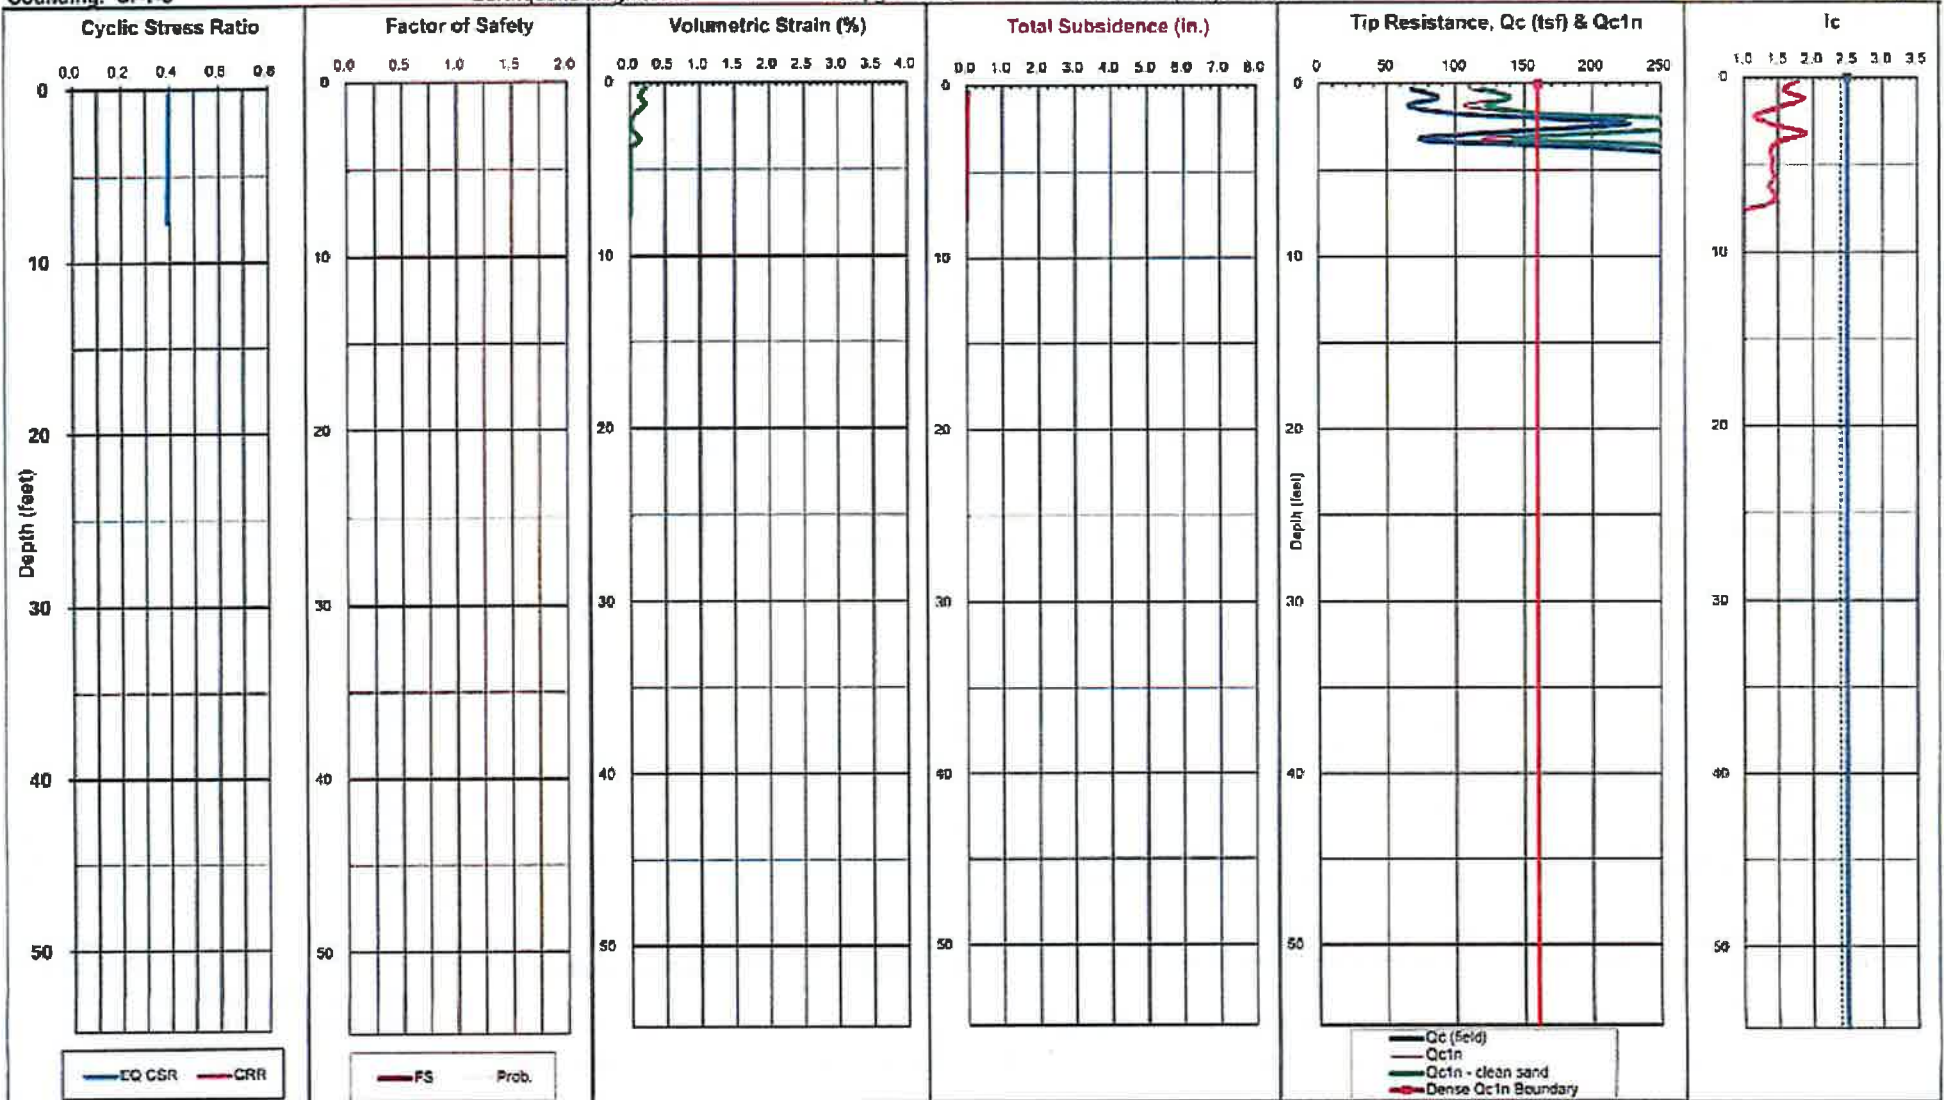 Cyclic Stress Ratio
0.0 0.2 0.4 0.6 0.8
0
10
20
30
40
50
Depth (feet)
EQ CSR CRR
Factor of Safety
0.0 0.5 1.0 1.5 2.0
0
10
20
30
40
50
FS Prob.
Volumetric Strain (%)
0.0 0.5 1.0 1.5 2.0 2.5 3.0 3.5 4.0
0
10
20
30
40
50
Total Subsidence (in.)
0.0 1.0 2.0 3.0 4.0 5.0 6.0 7.0 8.0
0
10
20
30
40
50
Tip Resistance, Qc (tsf) & Qc1n
0 50 100 150 200 250
0
10
20
30
40
50
Depth (feet)
Qc (field)
Qc1n
Qc1n - clean sand
Dense Qc1n Boundary
Ic
1.0 1.5 2.0 2.5 3.0 3.5
0
10
20
30
40
50